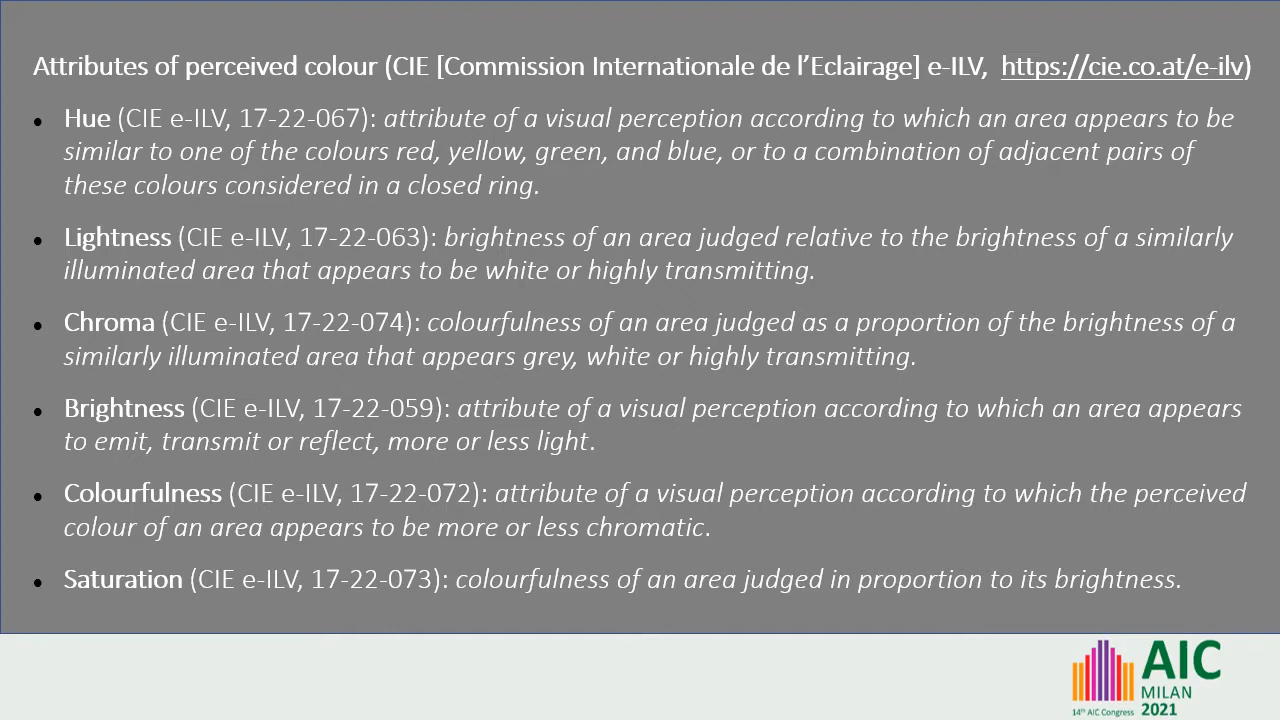 Attributes of perceived colour (CIE [Commission Internationale de l’Eclairage] e-ILV, https://cie.co.at/e-ilv)
• Hue (CIE e-ILV, 17-22-067): attribute of a visual perception according to which an area appears to be
similar to one of the colours red, yellow, green, and blue, or to a combination of adjacent pairs of
these colours considered in a closed ring.
• Lightness (CIE e-ILV, 17-22-063): brightness of an area judged relative to the brightness of a similarly
illuminated area that appears to be white or highly transmitting.
• Chroma (CIE e-ILV, 17-22-074): colourfulness of an area judged as a proportion of the brightness of a
similarly illuminated area that appears grey, white or highly transmitting.
• Brightness (CIE e-ILV, 17-22-059): attribute of a visual perception according to which an area appears
to emit, transmit or reflect, more or less light.
• Colourfulness (CIE e-ILV, 17-22-072): attribute of a visual perception according to which the perceived
colour of an area appears to be more or less chromatic.
• Saturation (CIE e-ILV, 17-22-073): colourfulness of an area judged in proportion to its brightness.
AIC
MILAN
14th AIC Congress 2021